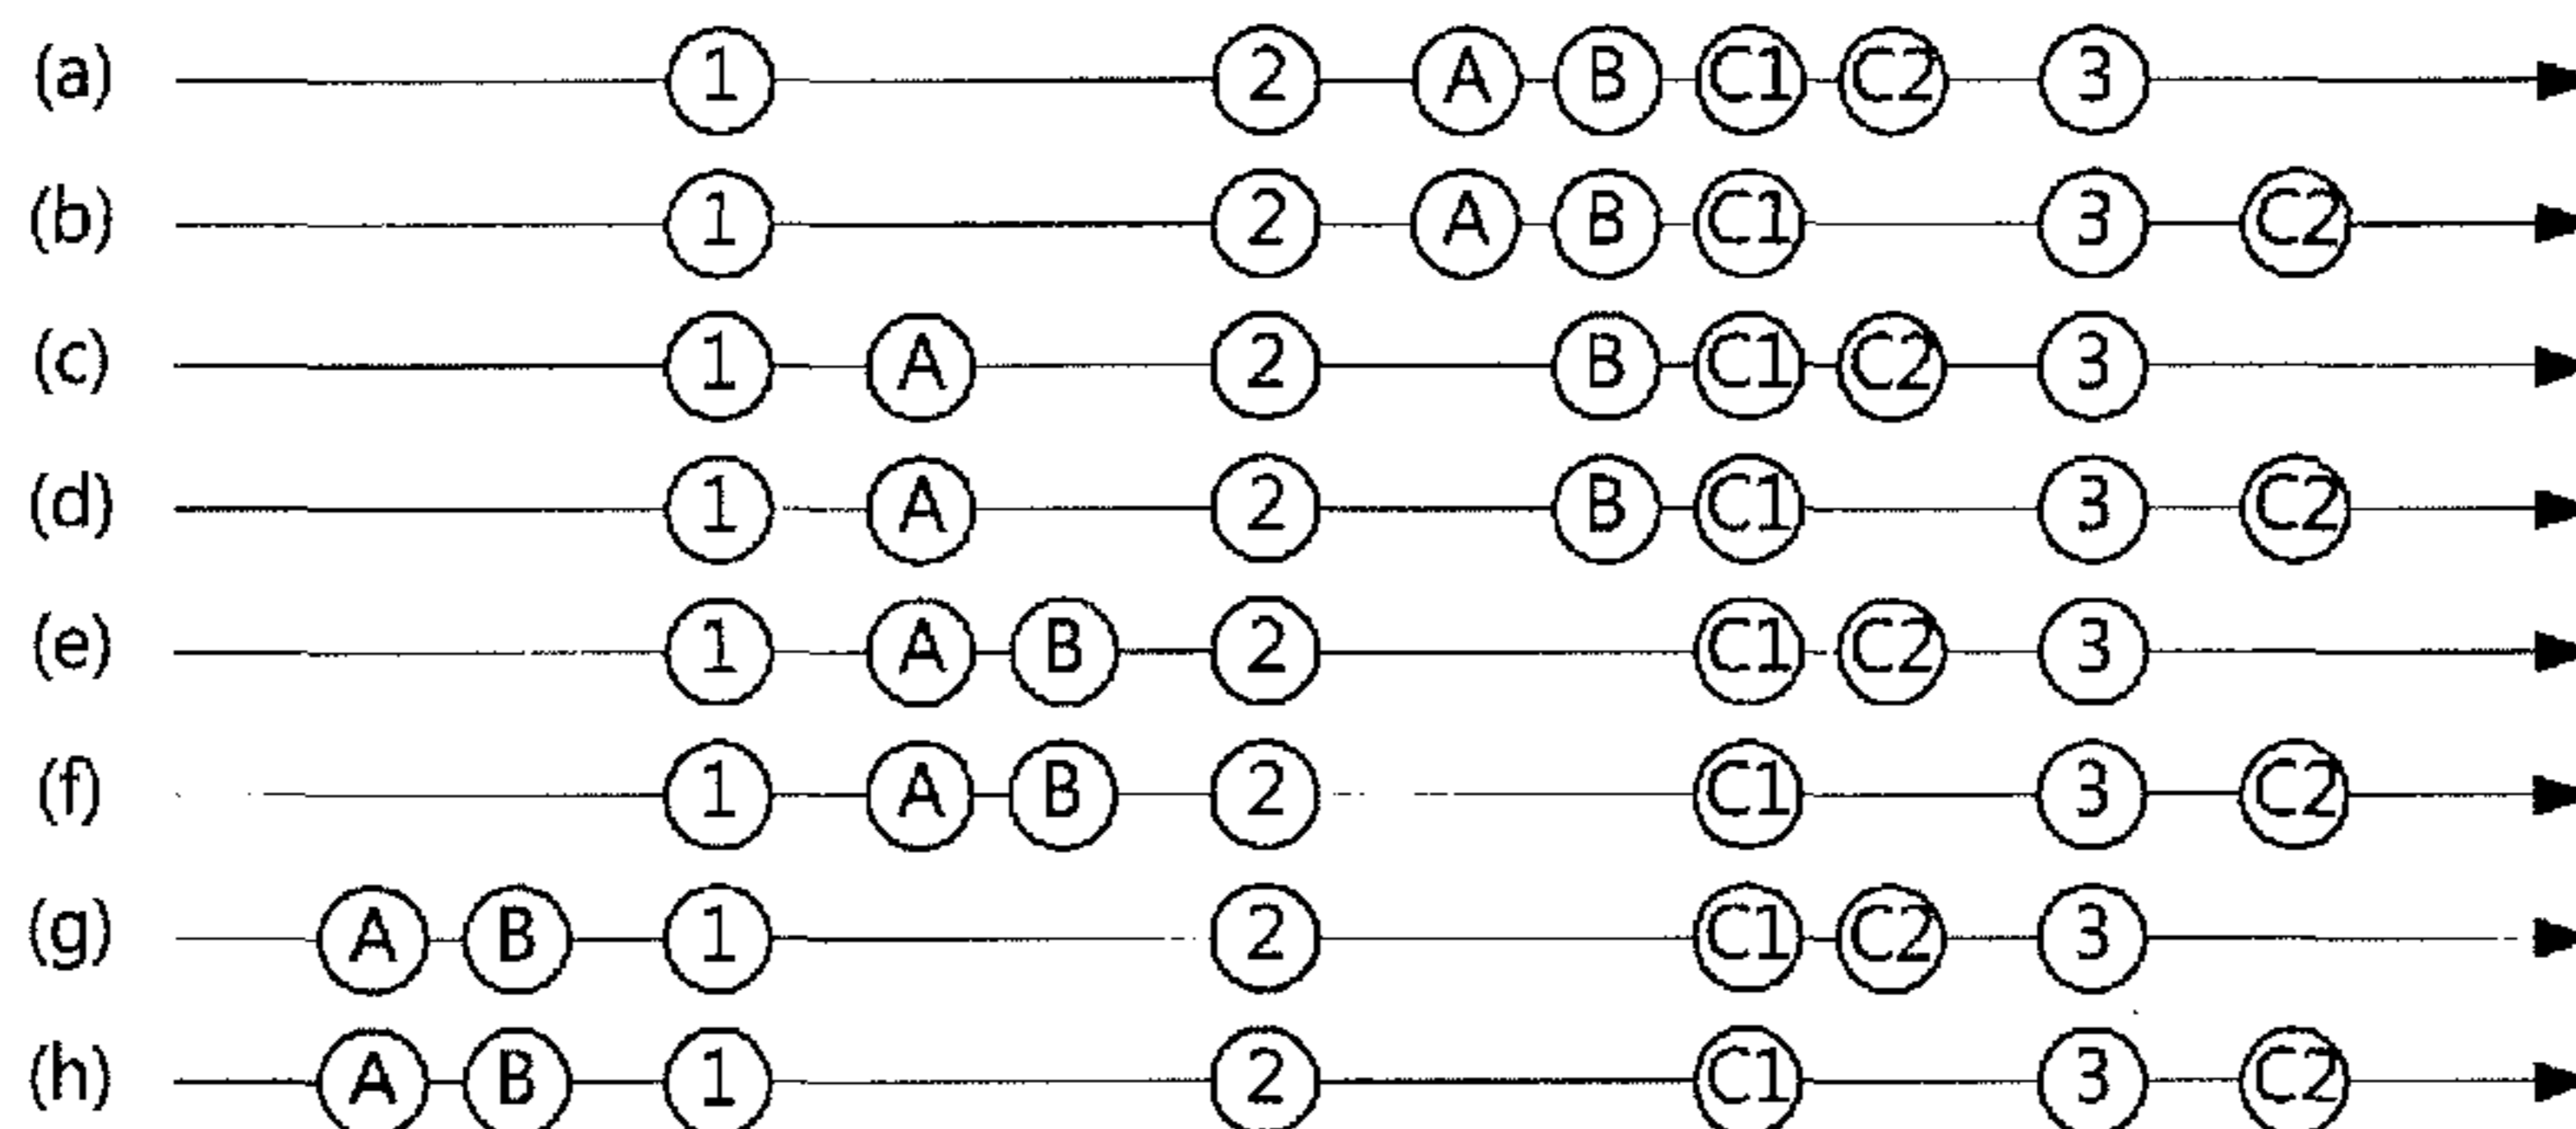 (a) 1 2 A B C1 C2 3
(b) 1 2 A B C1 3 C2
(c) 1 A 2 B C1 C2 3
(d) 1 A 2 B C1 3 C2
(e) 1 A B 2 C1 C2 3
(f) 1 A B 2 C1 3 C2
(g) A B 1 2 C1 C2 3
(h) A B 1 2 C1 3 C2